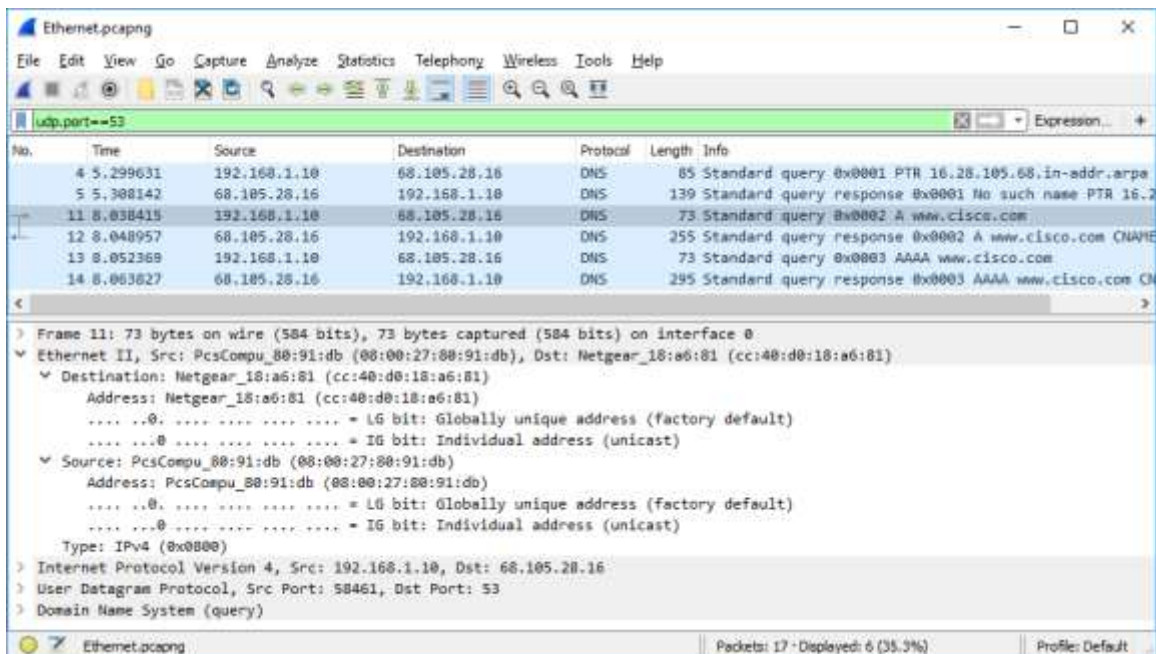 Ethernet.pcapng
File Edit View Go Capture Analyze Statistics Telephony Wireless Tools Help
udp.port==53 Expression... +
No. Time Source Destination Protocol Length Info
4 5.299631 192.168.1.10 68.105.28.16 DNS 85 Standard query 0x0001 PTR 16.28.105.68.in-addr.arpa
5 5.308142 68.105.28.16 192.168.1.10 DNS 139 Standard query response 0x0001 No such name PTR 16.2
11 8.038415 192.168.1.10 68.105.28.16 DNS 73 Standard query 0x0002 A www.cisco.com
12 8.048957 68.105.28.16 192.168.1.10 DNS 255 Standard query response 0x0002 A www.cisco.com CNAME
13 8.052369 192.168.1.10 68.105.28.16 DNS 73 Standard query 0x0003 AAAA www.cisco.com
14 8.063827 68.105.28.16 192.168.1.10 DNS 295 Standard query response 0x0003 AAAA www.cisco.com CN
Frame 11: 73 bytes on wire (584 bits), 73 bytes captured (584 bits) on interface 0
Ethernet II, Src: PcsCompu_80:91:db (08:00:27:80:91:db), Dst: Netgear_18:a6:81 (cc:40:d0:18:a6:81)
Destination: Netgear_18:a6:81 (cc:40:d0:18:a6:81)
Address: Netgear_18:a6:81 (cc:40:d0:18:a6:81)
.... ..0. .... .... .... .... = LG bit: Globally unique address (factory default)
.... ...0 .... .... .... .... = IG bit: Individual address (unicast)
Source: PcsCompu_80:91:db (08:00:27:80:91:db)
Address: PcsCompu_80:91:db (08:00:27:80:91:db)
.... ..0. .... .... .... .... = LG bit: Globally unique address (factory default)
.... ...0 .... .... .... .... = IG bit: Individual address (unicast)
Type: IPv4 (0x0800)
Internet Protocol Version 4, Src: 192.168.1.10, Dst: 68.105.28.16
User Datagram Protocol, Src Port: 58461, Dst Port: 53
Domain Name System (query)
Ethernet.pcapng Packets: 17 · Displayed: 6 (35.3%) Profile: Default